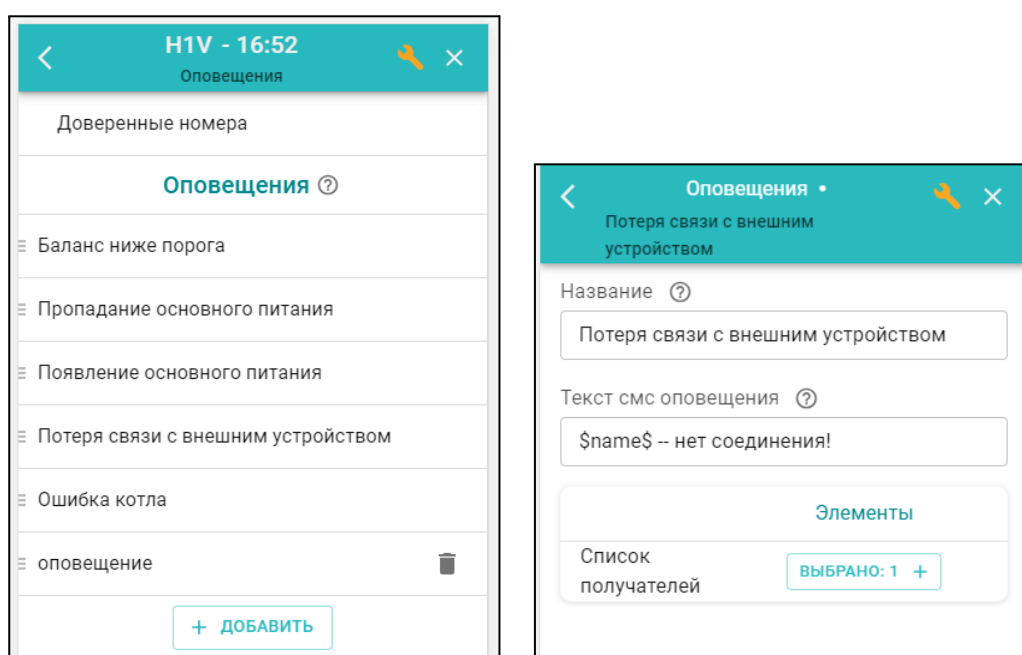 H1V - 16:52
Оповещения
Доверенные номера
Оповещения ?
Баланс ниже порога
Пропадание основного питания
Появление основного питания
Потеря связи с внешним устройством
Ошибка котла
оповещение
+ ДОБАВИТЬ
Оповещения •
Потеря связи с внешним
устройством
Название ?
Потеря связи с внешним устройством
Текст смс оповещения ?
$name$ -- нет соединения!
Элементы
Список
получателей
ВЫБРАНО: 1 +